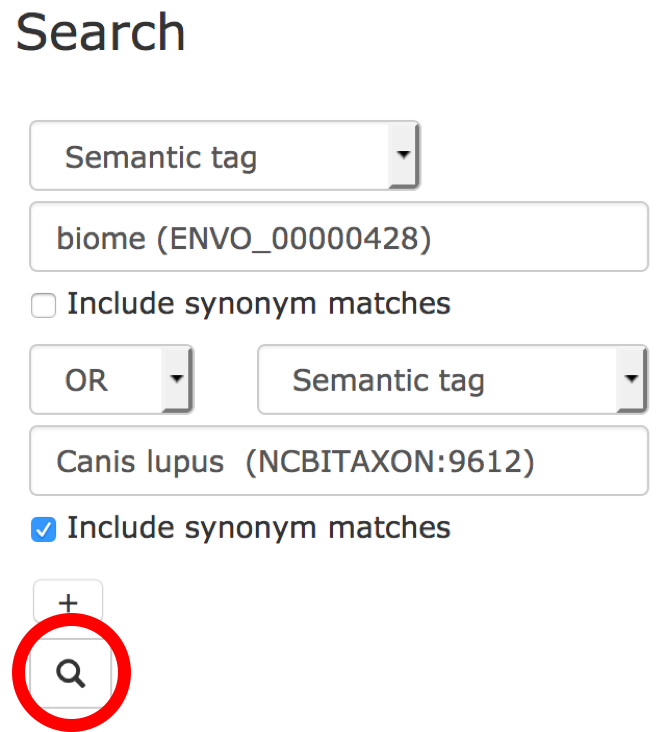 Search
Semantic tag
biome (ENVO_00000428)
Include synonym matches
OR Semantic tag
Canis lupus  (NCBITAXON:9612)
Include synonym matches
+